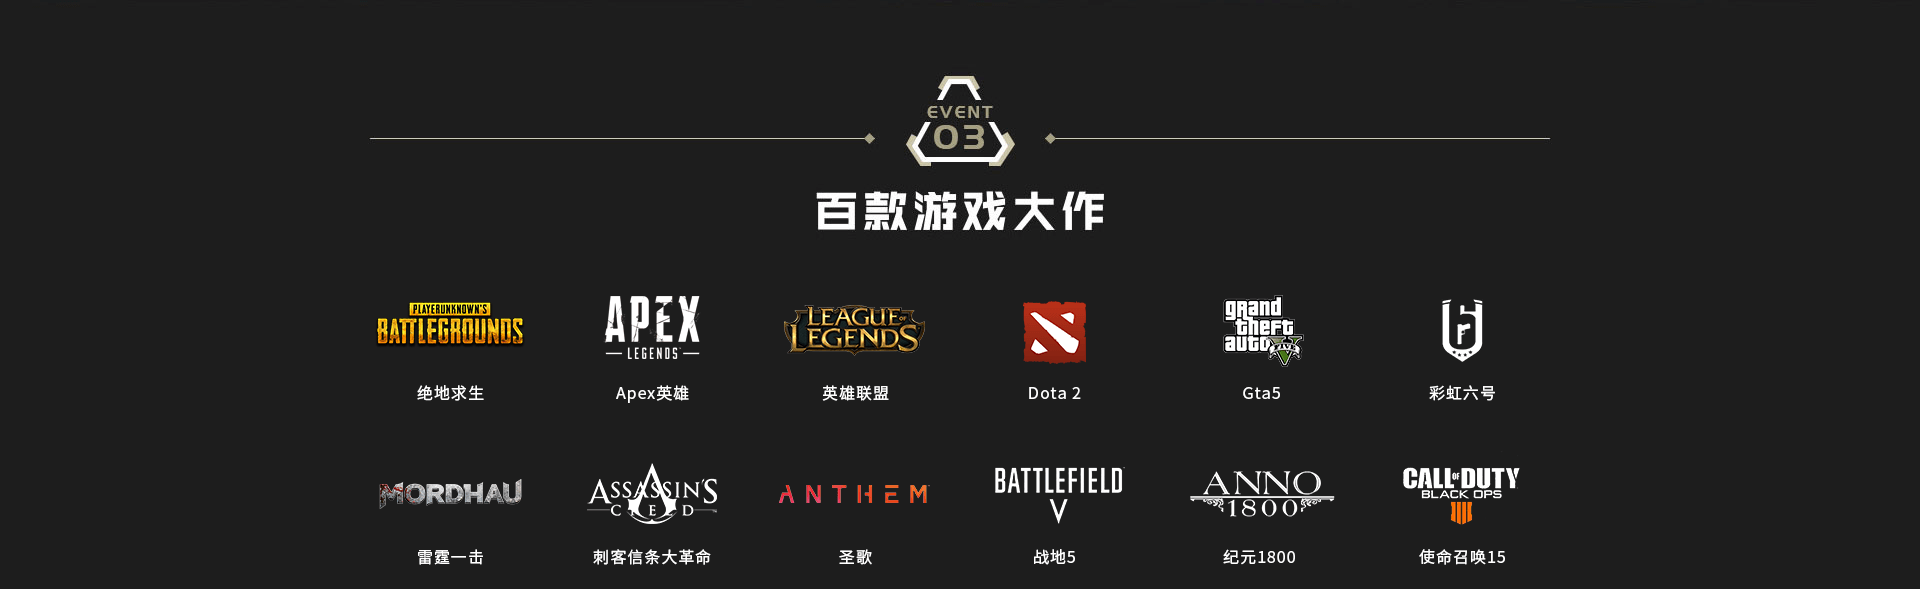 EVENT
03
百款游戏大作
PLAYERUNKNOWN'S
BATTLEGROUNDS
绝地求生
APEX
LEGENDS
Apex英雄
LEAGUE OF
LEGENDS
英雄联盟
Dota 2
grand
theft
auto
FIVE
V
Gta5
彩虹六号
MORDHAU
雷霆一击
ASSASSIN'S
CREED
刺客信条大革命
ANTHEM
圣歌
BATTLEFIELD
V
战地5
ANNO
1800
纪元1800
CALL OF DUTY
BLACK OPS
IIII
使命召唤15